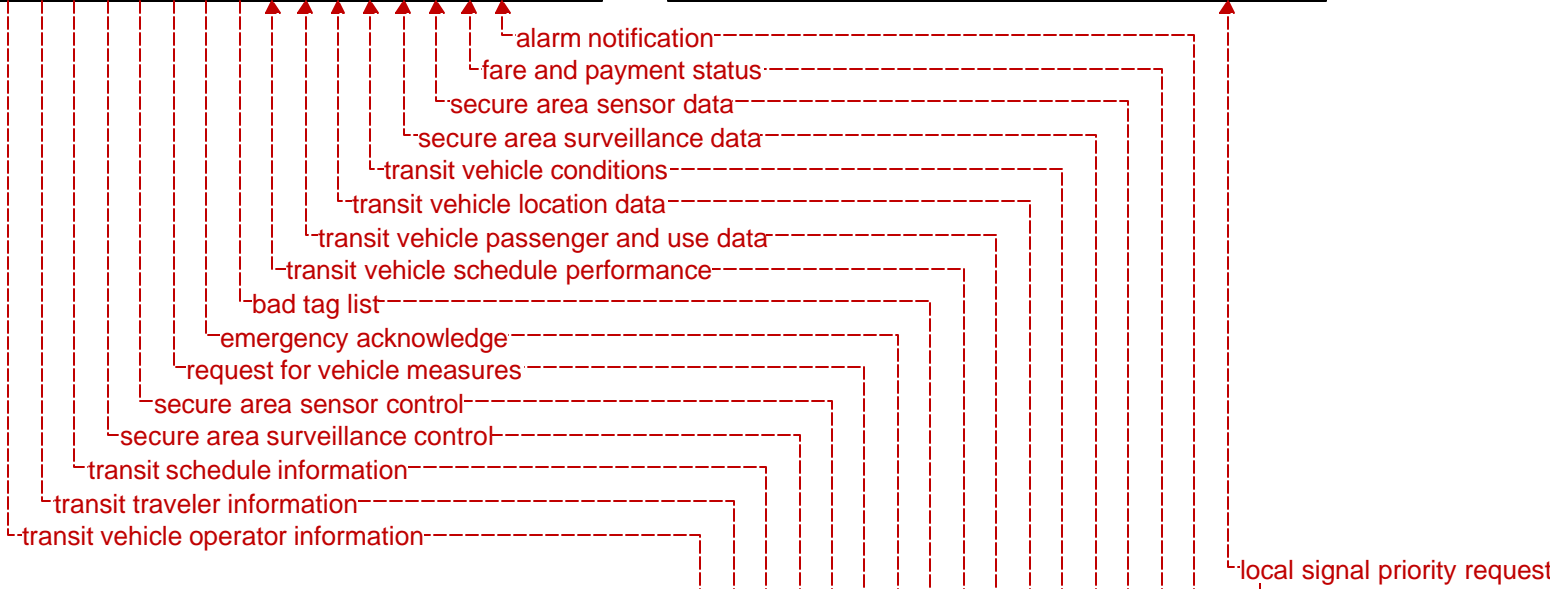 alarm notification
fare and payment status
secure area sensor data
secure area surveillance data
transit vehicle conditions
transit vehicle location data
transit vehicle passenger and use data
transit vehicle schedule performance
bad tag list
emergency acknowledge
request for vehicle measures
secure area sensor control
secure area surveillance control
transit schedule information
transit traveler information
transit vehicle operator information
local signal priority request